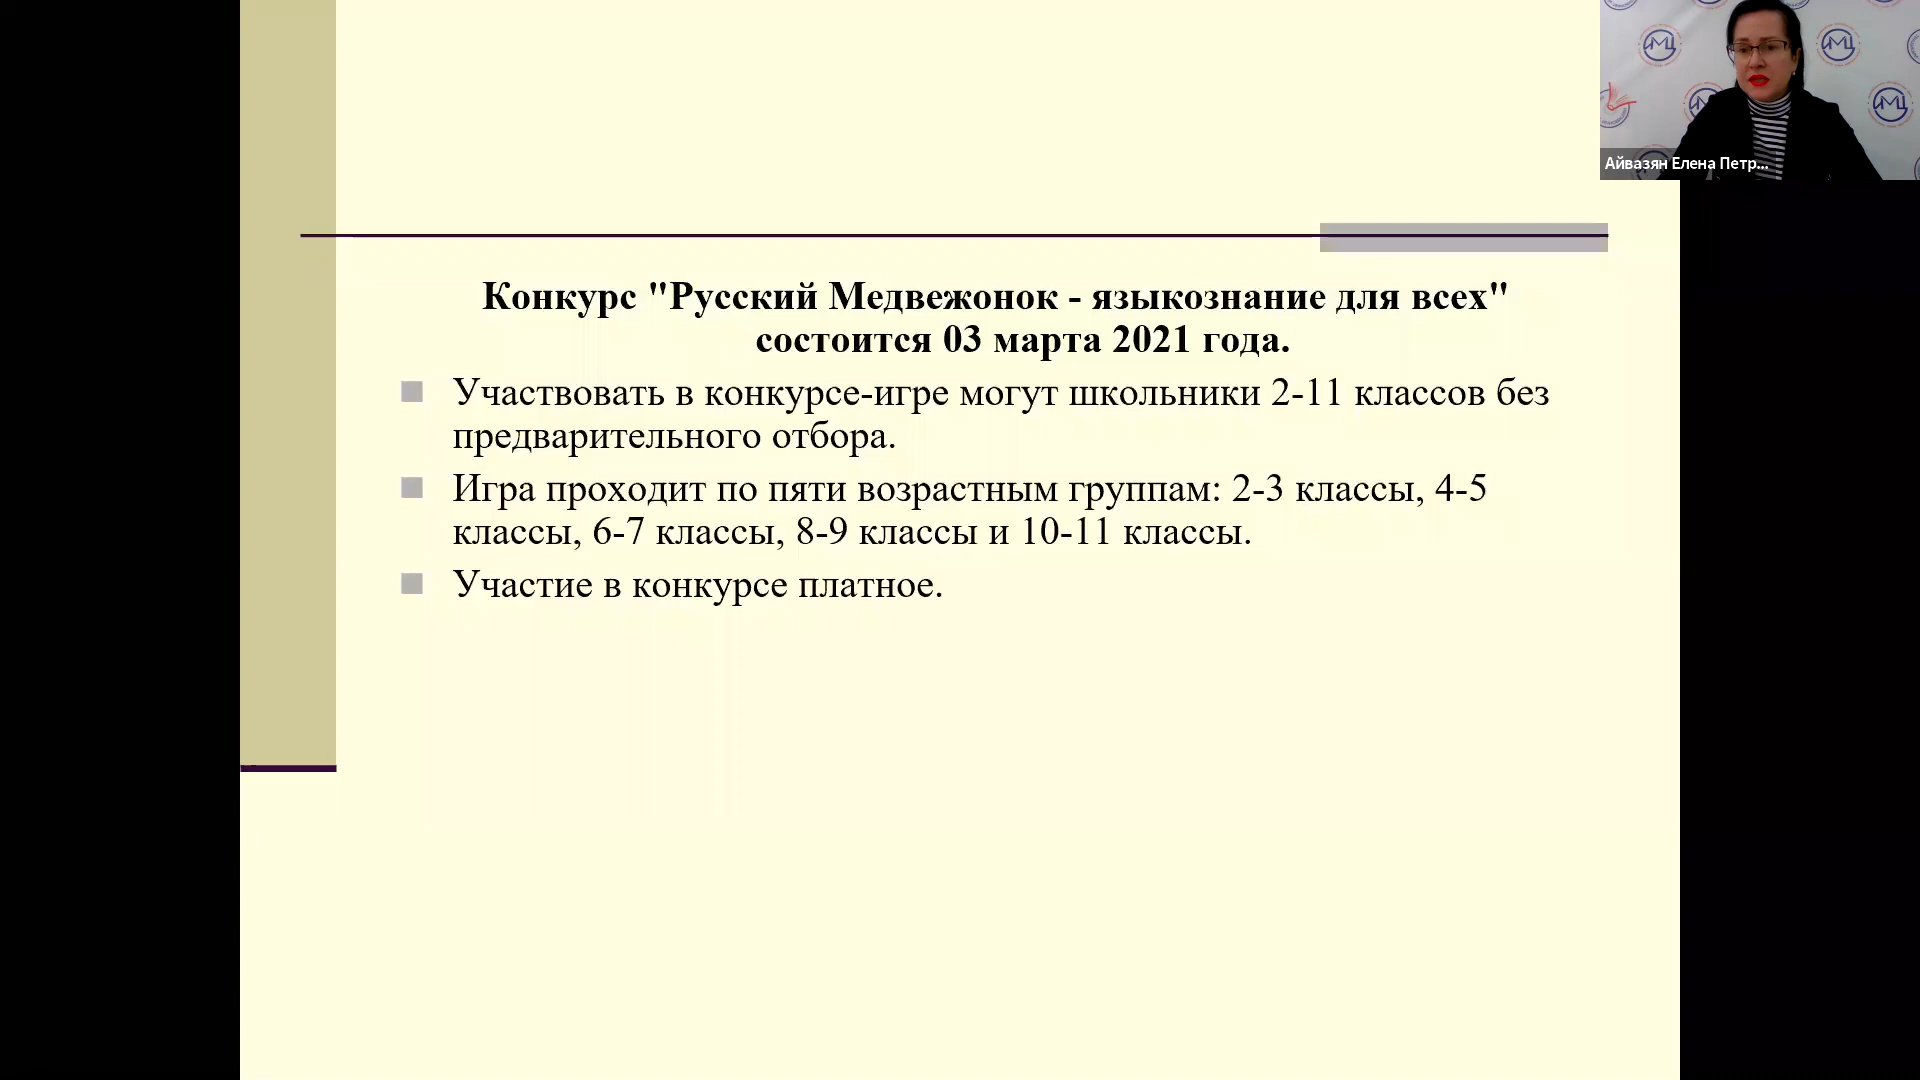 Айвазян Елена Петр...
Конкурс "Русский Медвежонок - языкознание для всех"
состоится 03 марта 2021 года.
Участвовать в конкурсе-игре могут школьники 2-11 классов без
предварительного отбора.
Игра проходит по пяти возрастным группам: 2-3 классы, 4-5
классы, 6-7 классы, 8-9 классы и 10-11 классы.
Участие в конкурсе платное.